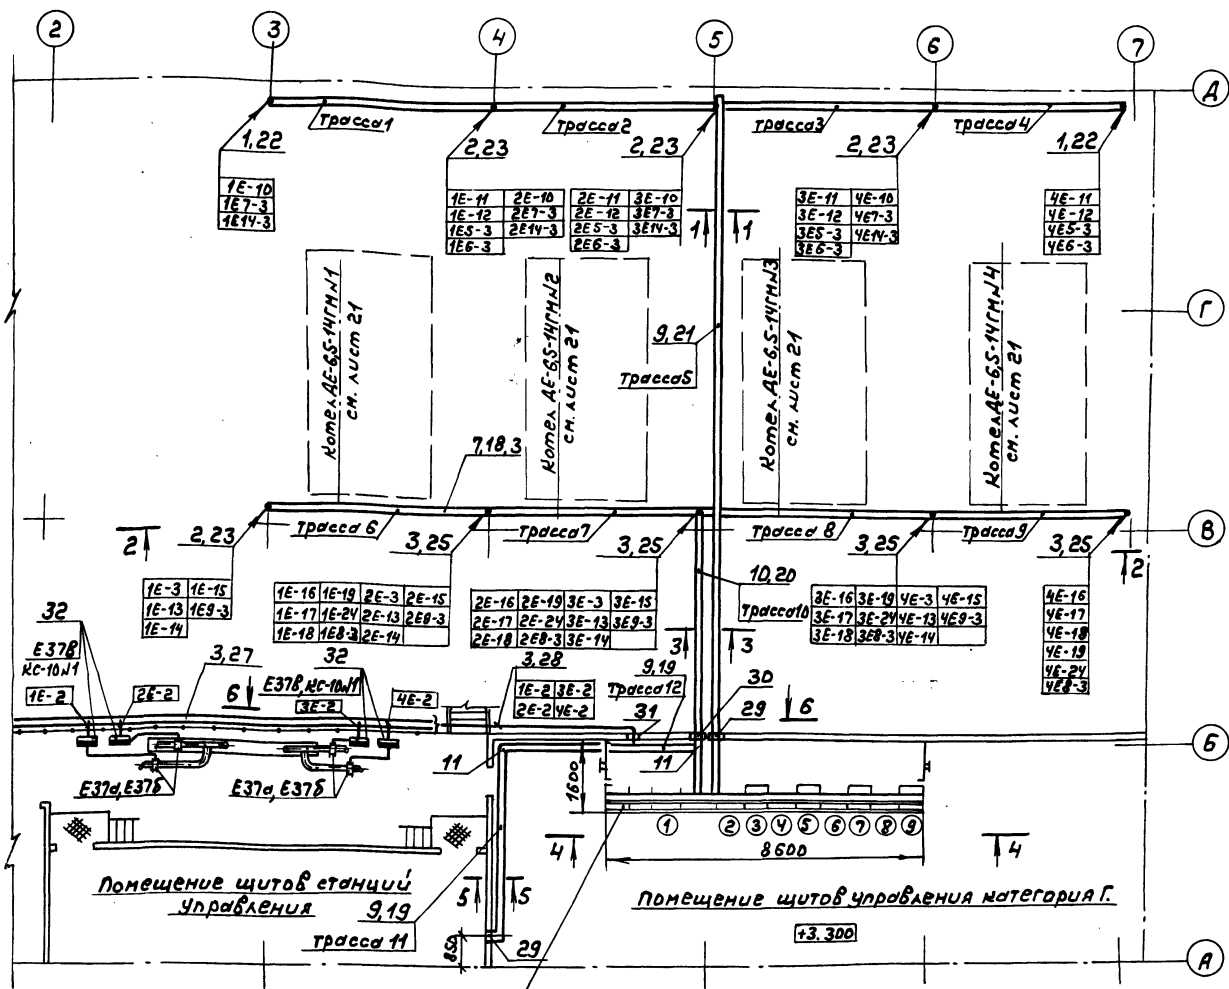 2 3 4 5 6 7
Д
трасса1 трасса2 трасса3 трасса4
1,22 2,23 2,23 2,23 1,22
1Е-10
1Е7-3
1Е14-3
1Е-11 2Е-10
1Е-12 2Е7-3
1Е5-3 2Е14-3
1Е6-3
2Е-11 3Е-10
2Е-12 3Е7-3
2Е5-3 3Е14-3
2Е6-3
3Е-11 4Е-10
3Е-12 4Е7-3
3Е5-3 4Е14-3
3Е6-3
4Е-11
4Е-12
4Е5-3
4Е6-3
1 1
Г
Котел ДЕ-6,5-14ГМ№1
см. лист 21
Котел ДЕ-6,5-14ГМ№2
см. лист 21
Котел ДЕ-6,5-14ГМ№3
см. лист 21
Котел ДЕ-6,5-14ГМ№4
см. лист 21
9,21
трасса5
7,18,3
трасса 6 трасса7 трасса 8 трасса9
В
2 2,23 3,25 3,25 3,25 3,25 2
1Е-3 1Е-15
1Е-13 1Е9-3
1Е-14
1Е-16 1Е-19 2Е-3 2Е-15
1Е-17 1Е-24 2Е-13 2Е9-3
1Е-18 1Е8-3 2Е-14
2Е-16 2Е-19 3Е-3 3Е-15
2Е-17 2Е-24 3Е-13 3Е9-3
2Е-18 2Е8-3 3Е-14
10,20
трасса10
3Е-16 3Е-19 4Е-3 4Е-15
3Е-17 3Е-24 4Е-13 4Е9-3
3Е-18 3Е8-3 4Е-14
4Е-16
4Е-17
4Е-18
4Е-19
4Е-24
4Е8-3
3 3
32
Е37в
КС-10№1
1Е-2 2Е-2
3,27
6
32
Е37в, КС-10№1
3Е-2 4Е-2
3,28
1Е-2 3Е-2
2Е-2 4Е-2
9,19
трасса12
31
30
29
6
Б
11 11
Е37а,Е37б Е37а,Е37б
1600
1 2 3 4 5 6 7 8 9
8600
4 4
Помещение щитов станций
управления
5 5
9,19
трасса 11
850
29
Помещение щитов управления категория Г.
+3.300
А